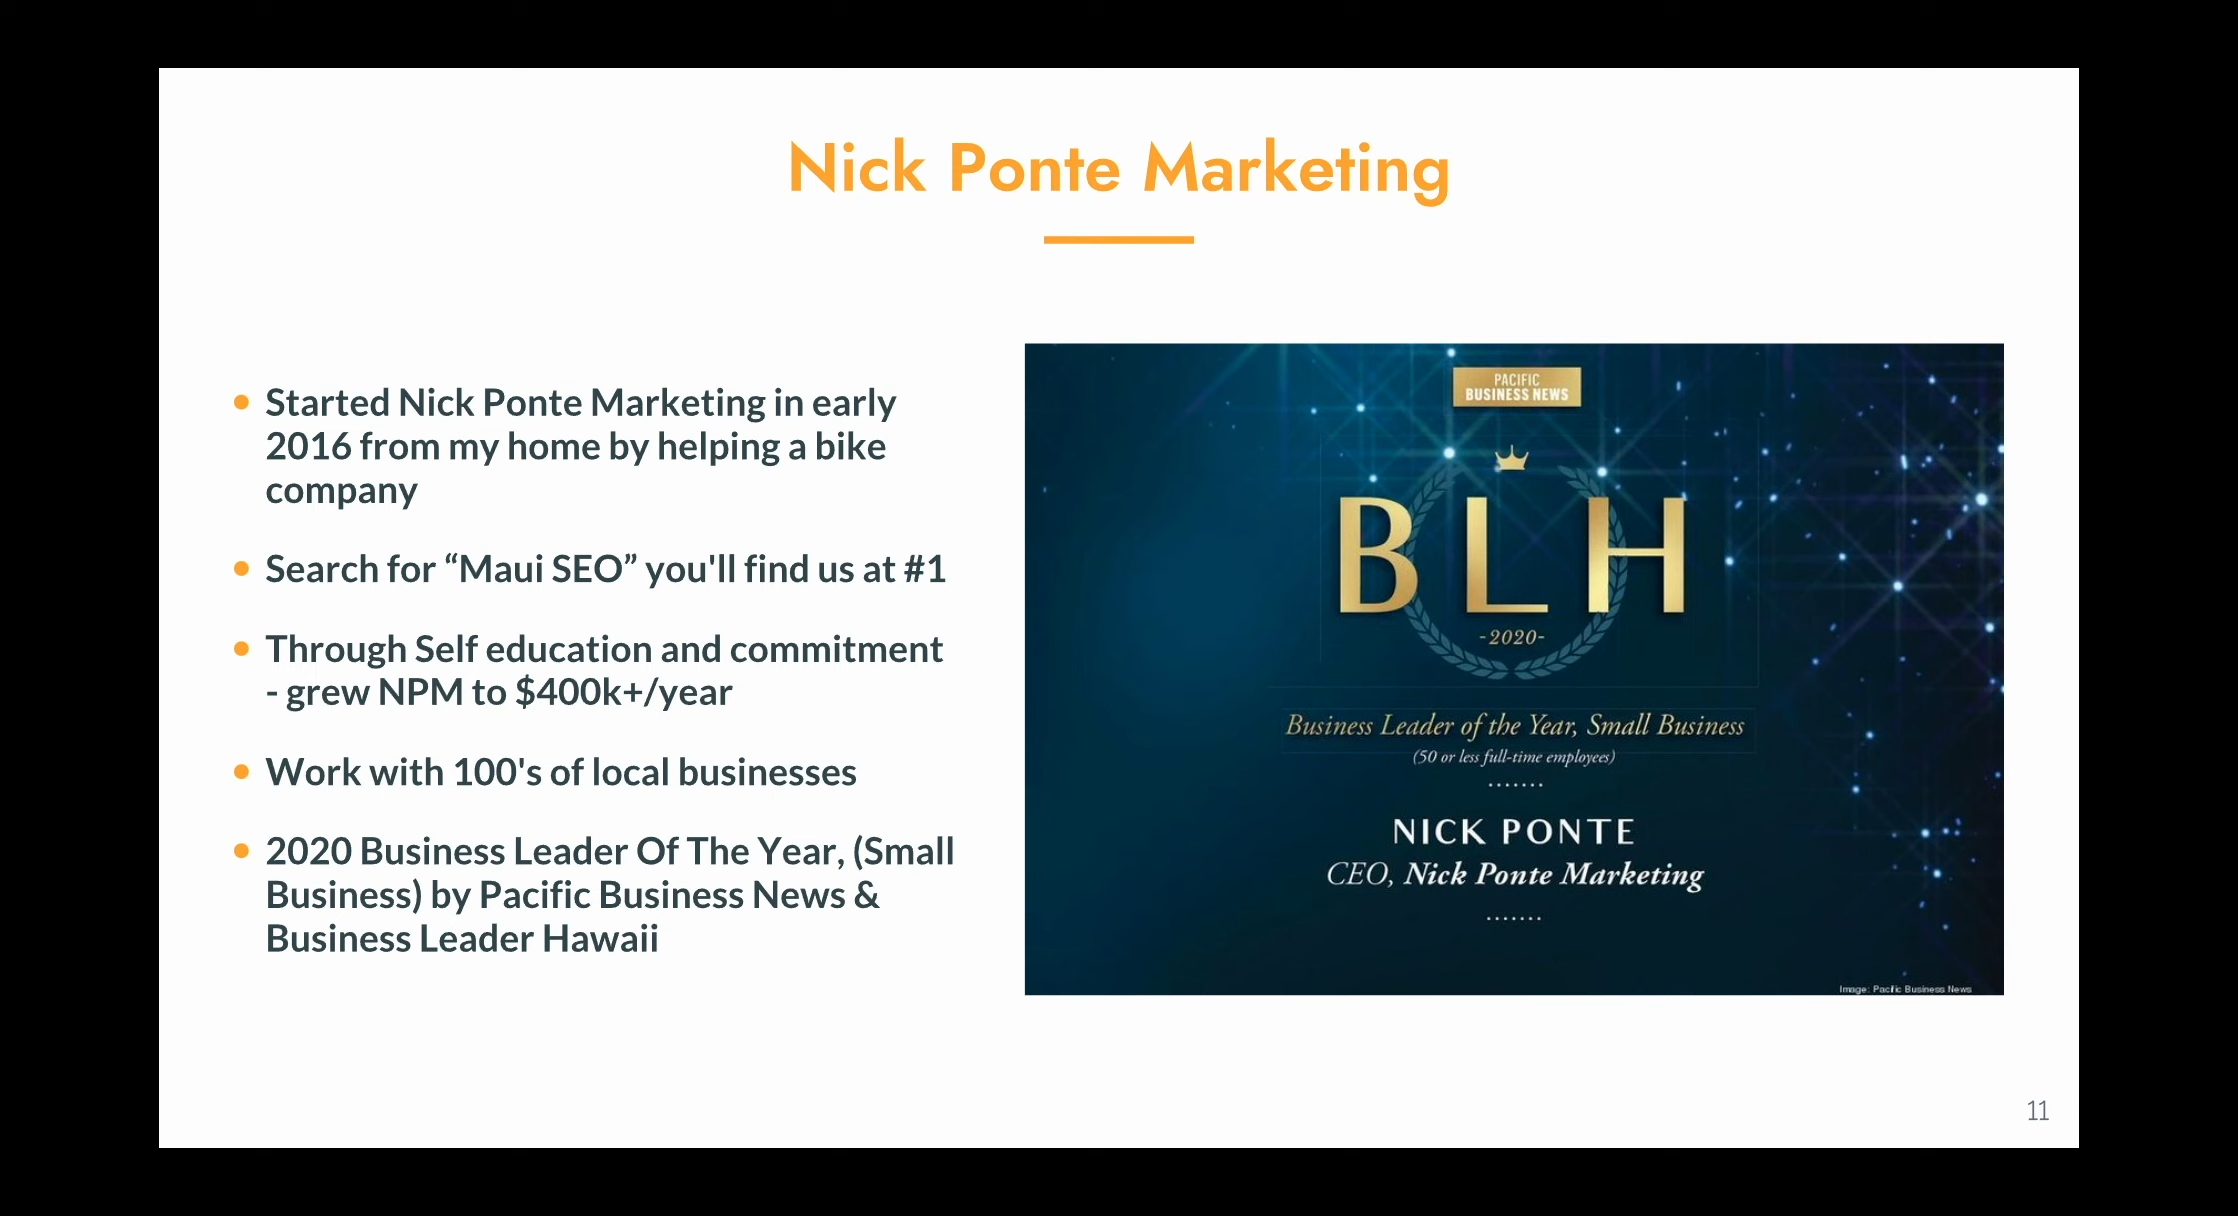 Nick Ponte Marketing
Started Nick Ponte Marketing in early
2016 from my home by helping a bike
company
Search for “Maui SEO” you'll find us at #1
Through Self education and commitment
- grew NPM to $400k+/year
Work with 100's of local businesses
2020 Business Leader Of The Year, (Small
Business) by Pacific Business News &
Business Leader Hawaii
PACIFIC
BUSINESS NEWS
BLH
-2020-
Business Leader of the Year, Small Business
(50 or less full-time employees)
NICK PONTE
CEO, Nick Ponte Marketing
Image: Pacific Business News
11